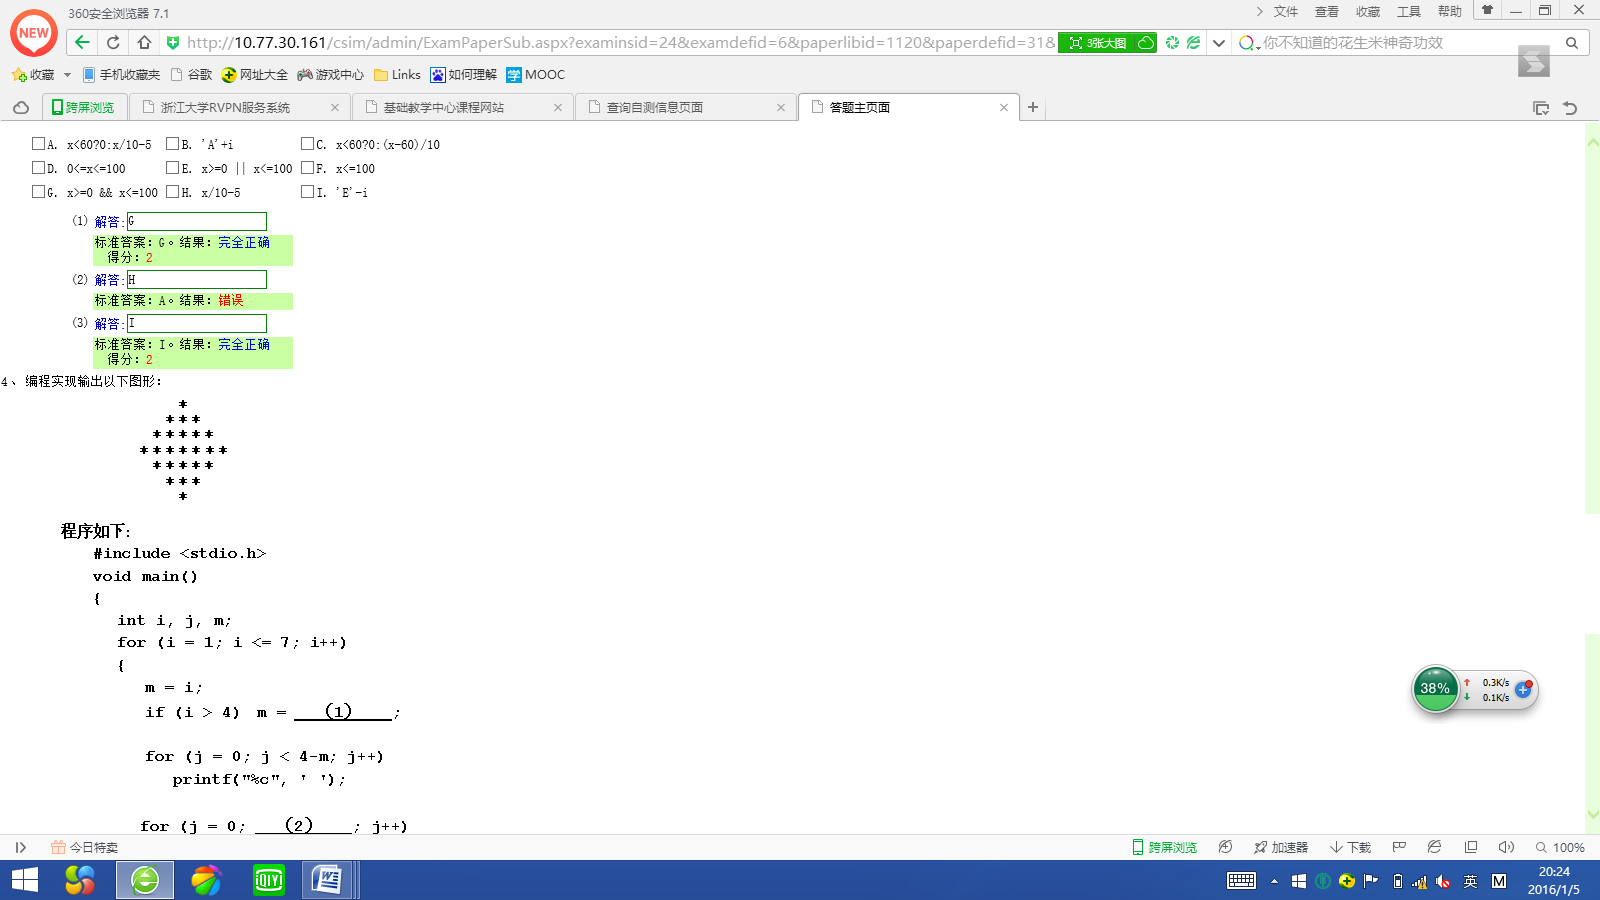 360安全浏览器 7.1
文件 查看 收藏 工具 帮助
NEW
http://10.77.30.161/csim/admin/ExamPaperSub.aspx?examinsid=24&examdefid=6&paperlibid=1120&paperdefid=31&
3张大图
你不知道的花生米神奇功效
收藏 手机收藏夹 谷歌 网址大全 游戏中心 Links 如何理解 学 MOOC
跨屏浏览 浙江大学RVPN服务系统 基础教学中心课程网站 查询自测信息页面 答题主页面
A. x<60?0:x/10-5 B. 'A'+i C. x<60?0:(x-60)/10
D. 0<=x<=100 E. x>=0 || x<=100 F. x<=100
G. x>=0 && x<=100 H. x/10-5 I. 'E'-i
(1) 解答:G
标准答案: G。结果: 完全正确
得分: 2
(2) 解答:H
标准答案: A。结果: 错误
(3) 解答:I
标准答案: I。结果: 完全正确
得分: 2
4、编程实现输出以下图形:
*
* * *
* * * * *
* * * * * * *
* * * * *
* * *
*
程序如下:
#include <stdio.h>
void main()
{
int i, j, m;
for (i = 1; i <= 7; i++)
{
m = i;
if (i > 4) m = ___(1)___;
for (j = 0; j < 4-m; j++)
printf("%c", ' ');
for (j = 0; ___(2)___; j++)
38%
0.3K/s
0.1K/s
今日特卖
跨屏浏览 加速器 下载 100%
QIYI
英 M
20:24
2016/1/5